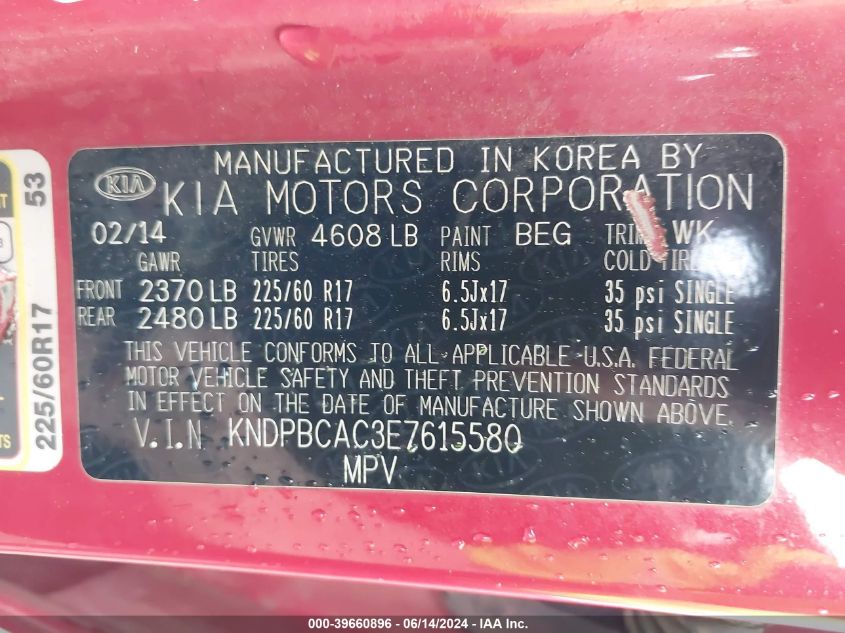 MANUFACTURED IN KOREA BY
KIA KIA MOTORS CORPORATION
02/14 GVWR 4608 LB PAINT BEG TRIM WK
GAWR TIRES RIMS COLD TIRE
FRONT 2370 LB 225/60 R17 6.5Jx17 35 psi SINGLE
REAR 2480 LB 225/60 R17 6.5Jx17 35 psi SINGLE
THIS VEHICLE CONFORMS TO ALL APPLICABLE U.S.A. FEDERAL
MOTOR VEHICLE SAFETY AND THEFT PREVENTION STANDARDS
IN EFFECT ON THE DATE OF MANUFACTURE SHOWN ABOVE.
V.I.N KNDPBCAC3E7615580
MPV
225/60R17 53
000-39660896 / 06/14/2024 - IAA Inc.